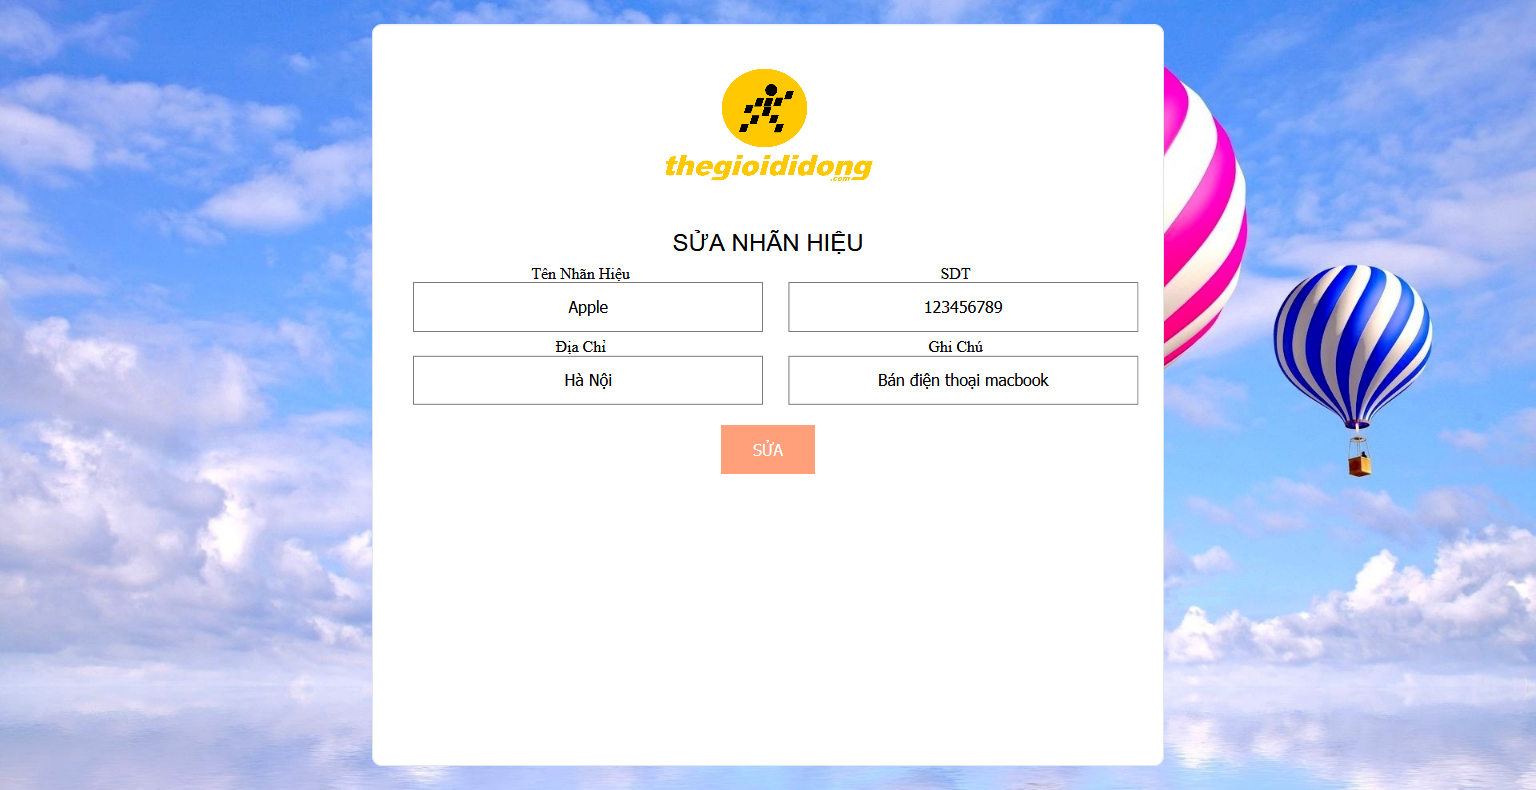 thegioididong
.com
SỬA NHÃN HIỆU
Tên Nhãn Hiệu
SDT
Apple
123456789
Địa Chỉ
Ghi Chú
Hà Nội
Bán điện thoại macbook
SỬA